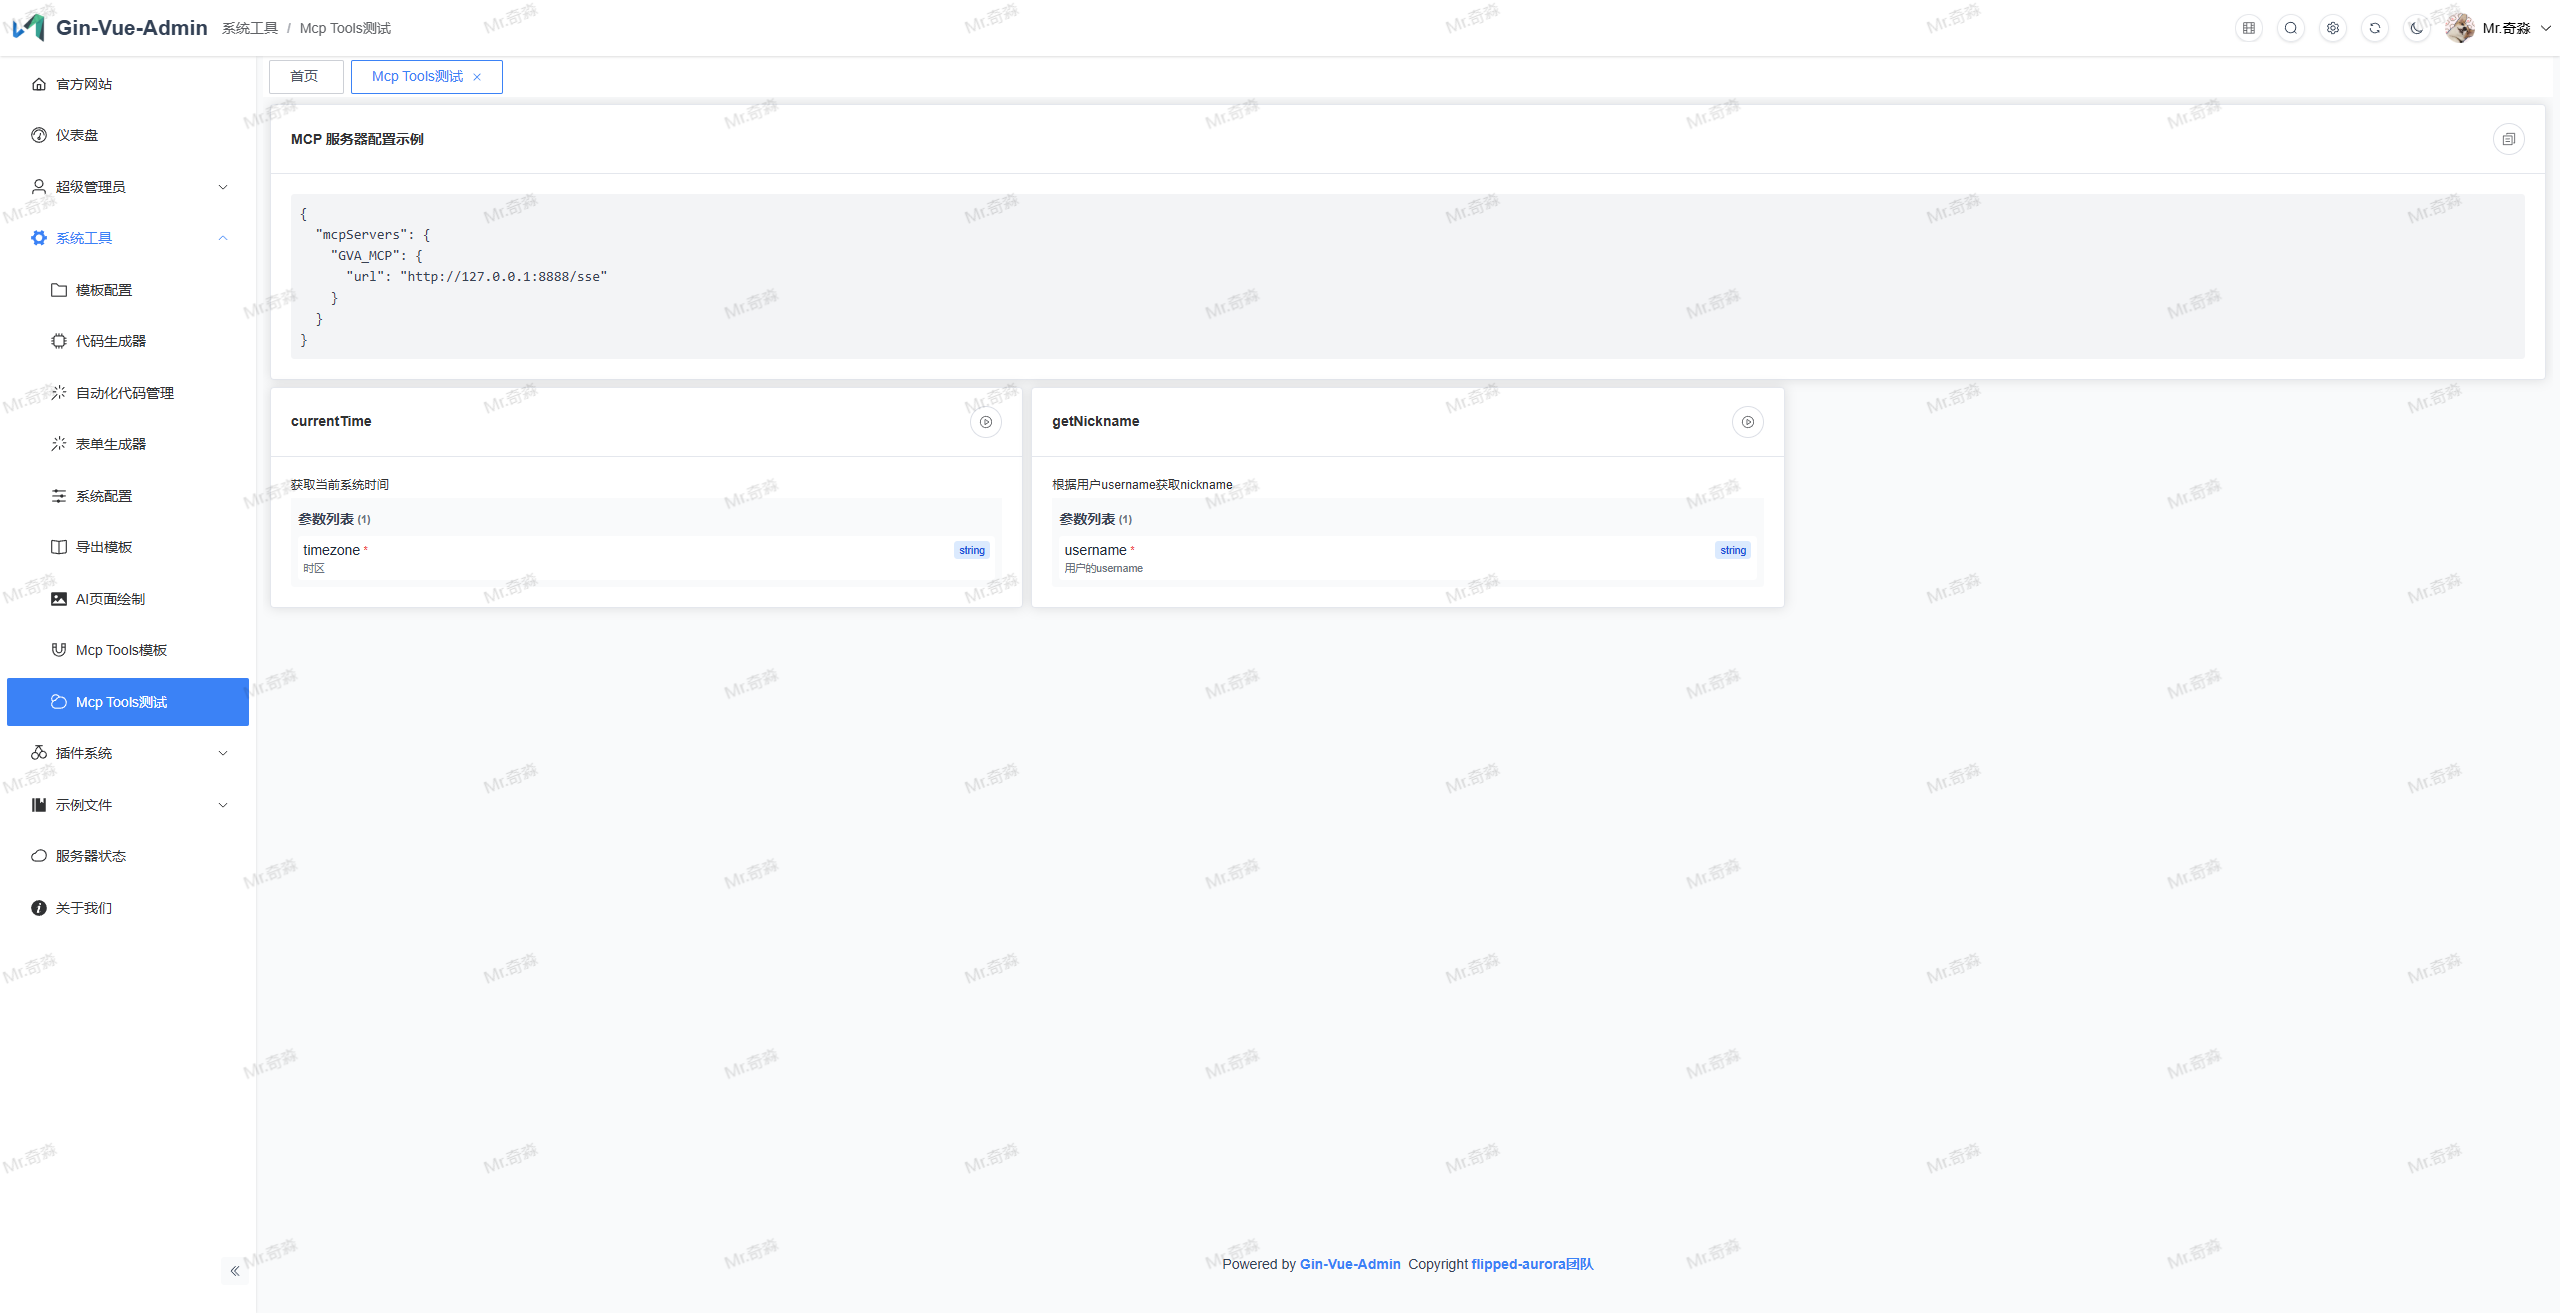 Gin-Vue-Admin
系统工具 / Mcp Tools测试
Mr.奇淼
官方网站
仪表盘
超级管理员
系统工具
模板配置
代码生成器
自动化代码管理
表单生成器
系统配置
导出模板
AI页面绘制
Mcp Tools模板
Mcp Tools测试
插件系统
示例文件
服务器状态
关于我们
首页
Mcp Tools测试
MCP 服务器配置示例
{
  "mcpServers": {
    "GVA_MCP": {
      "url": "http://127.0.0.1:8888/sse"
    }
  }
}
currentTime
获取当前系统时间
参数列表 (1)
timezone * string
时区
getNickname
根据用户username获取nickname
参数列表 (1)
username * string
用户的username
Powered by Gin-Vue-Admin Copyright flipped-aurora团队
Mr.奇淼